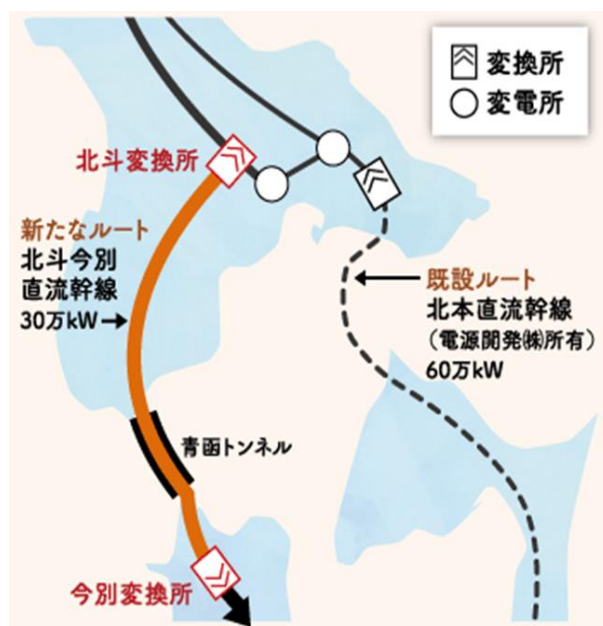 変換所
変電所
北斗変換所
新たなルート
北斗今別
直流幹線
30万kW
既設ルート
北本直流幹線
(電源開発㈱所有)
60万kW
青函トンネル
今別変換所